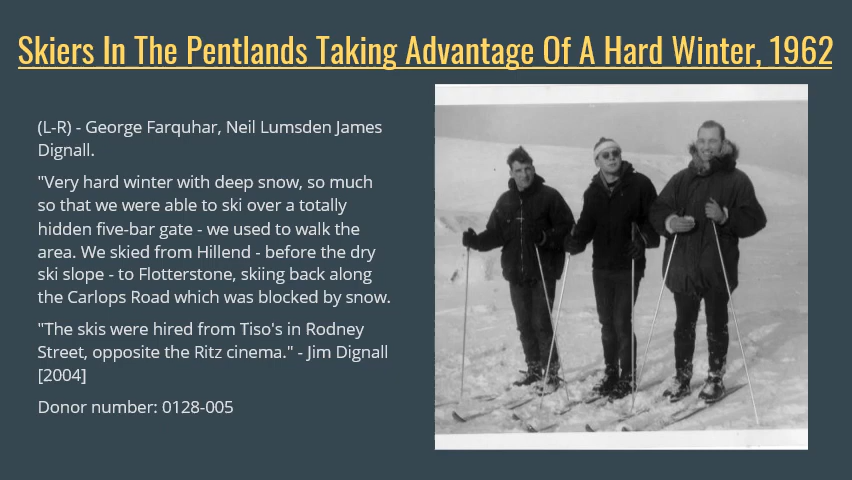 Skiers In The Pentlands Taking Advantage Of A Hard Winter, 1962
(L-R) - George Farquhar, Neil Lumsden James
Dignall.
"Very hard winter with deep snow, so much
so that we were able to ski over a totally
hidden five-bar gate - we used to walk the
area. We skied from Hillend - before the dry
ski slope - to Flotterstone, skiing back along
the Carlops Road which was blocked by snow.
"The skis were hired from Tiso's in Rodney
Street, opposite the Ritz cinema." - Jim Dignall
[2004]
Donor number: 0128-005